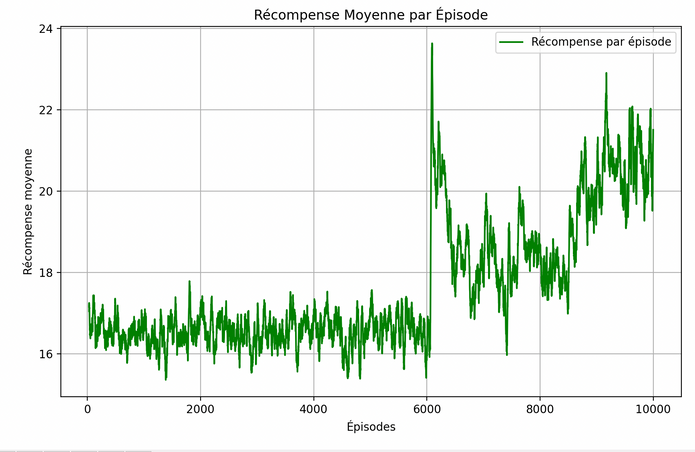 Récompense Moyenne par Épisode
Récompense par épisode
Récompense moyenne
24
22
20
18
16
0
2000
4000
6000
8000
10000
Épisodes